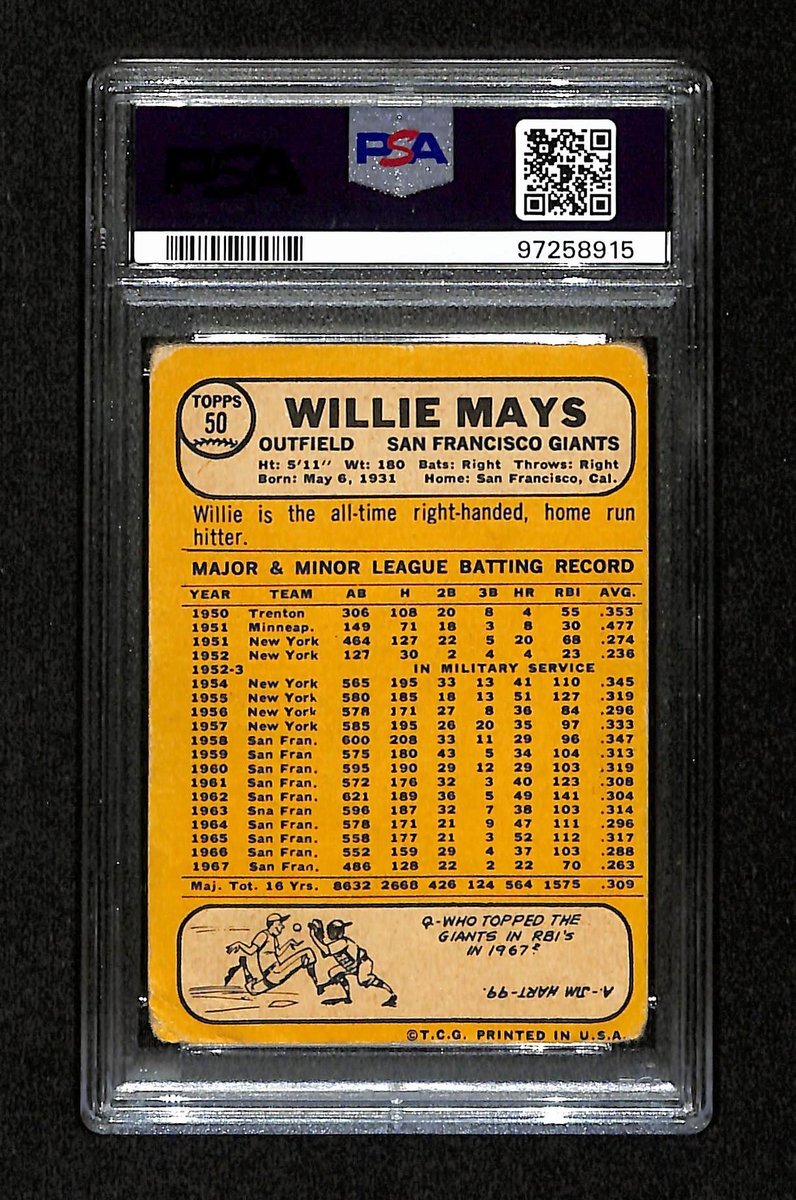 PSA
PSA
97258915
TOPPS
50
WILLIE MAYS
OUTFIELD SAN FRANCISCO GIANTS
Ht: 5'11" Wt: 180 Bats: Right Throws: Right
Born: May 6, 1931 Home: San Francisco, Cal.
Willie is the all-time right-handed, home run
hitter.
MAJOR & MINOR LEAGUE BATTING RECORD
YEAR TEAM AB H 2B 3B HR RBI AVG.
1950 Trenton 306 108 20 8 4 55 .353
1951 Minneap. 149 71 18 3 8 30 .477
1951 New York 464 127 22 5 20 68 .274
1952 New York 127 30 2 4 4 23 .236
1952-3 IN MILITARY SERVICE
1954 New York 565 195 33 13 41 110 .345
1955 New York 580 185 18 13 51 127 .319
1956 New York 578 171 27 8 36 84 .296
1957 New York 585 195 26 20 35 97 .333
1958 San Fran. 600 208 33 11 29 96 .347
1959 San Fran 575 180 43 5 34 104 .313
1960 San Fran. 595 190 29 12 29 103 .319
1961 San Fran. 572 176 32 3 40 123 .308
1962 San Fran. 621 189 36 5 49 141 .304
1963 Sna Fran 596 187 32 7 38 103 .314
1964 San Fran. 578 171 21 9 47 111 .296
1965 San Fran. 558 177 21 3 52 112 .317
1966 San Fran. 552 159 29 4 37 103 .288
1967 San Fran. 486 128 22 2 22 70 .263
Maj. Tot. 16 Yrs. 8632 2668 426 124 564 1575 .309
Q-WHO TOPPED THE
GIANTS IN RBI'S
IN 1967?
A-JIM HART-99.
©T.C.G. PRINTED IN U.S.A.